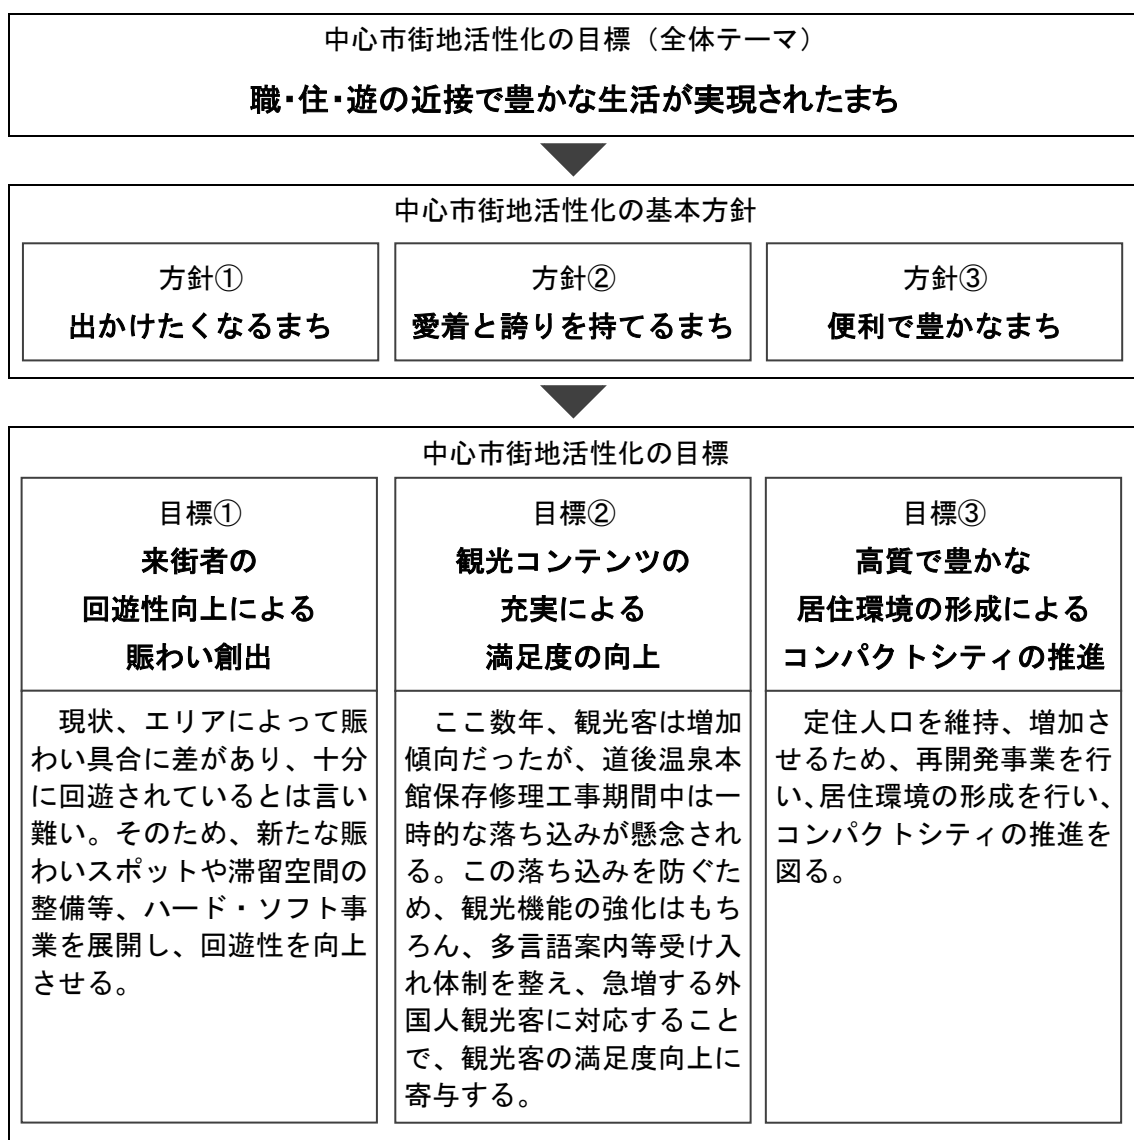 中心市街地活性化の目標（全体テーマ）
職・住・遊の近接で豊かな生活が実現されたまち
中心市街地活性化の基本方針
方針①
出かけたくなるまち
方針②
愛着と誇りを持てるまち
方針③
便利で豊かなまち
中心市街地活性化の目標
目標①
来街者の
回遊性向上による
賑わい創出
現状、エリアによって賑
わい具合に差があり、十分
に回遊されているとは言い
難い。そのため、新たな賑
わいスポットや滞留空間の
整備等、ハード・ソフト事
業を展開し、回遊性を向上
させる。
目標②
観光コンテンツの
充実による
満足度の向上
ここ数年、観光客は増加
傾向だったが、道後温泉本
館保存修理工事期間中は一
時的な落ち込みが懸念され
る。この落ち込みを防ぐた
め、観光機能の強化はもち
ろん、多言語案内等受け入
れ体制を整え、急増する外
国人観光客に対応すること
で、観光客の満足度向上に
寄与する。
目標③
高質で豊かな
居住環境の形成による
コンパクトシティの推進
定住人口を維持、増加さ
せるため、再開発事業を行
い、居住環境の形成を行い、
コンパクトシティの推進を
図る。